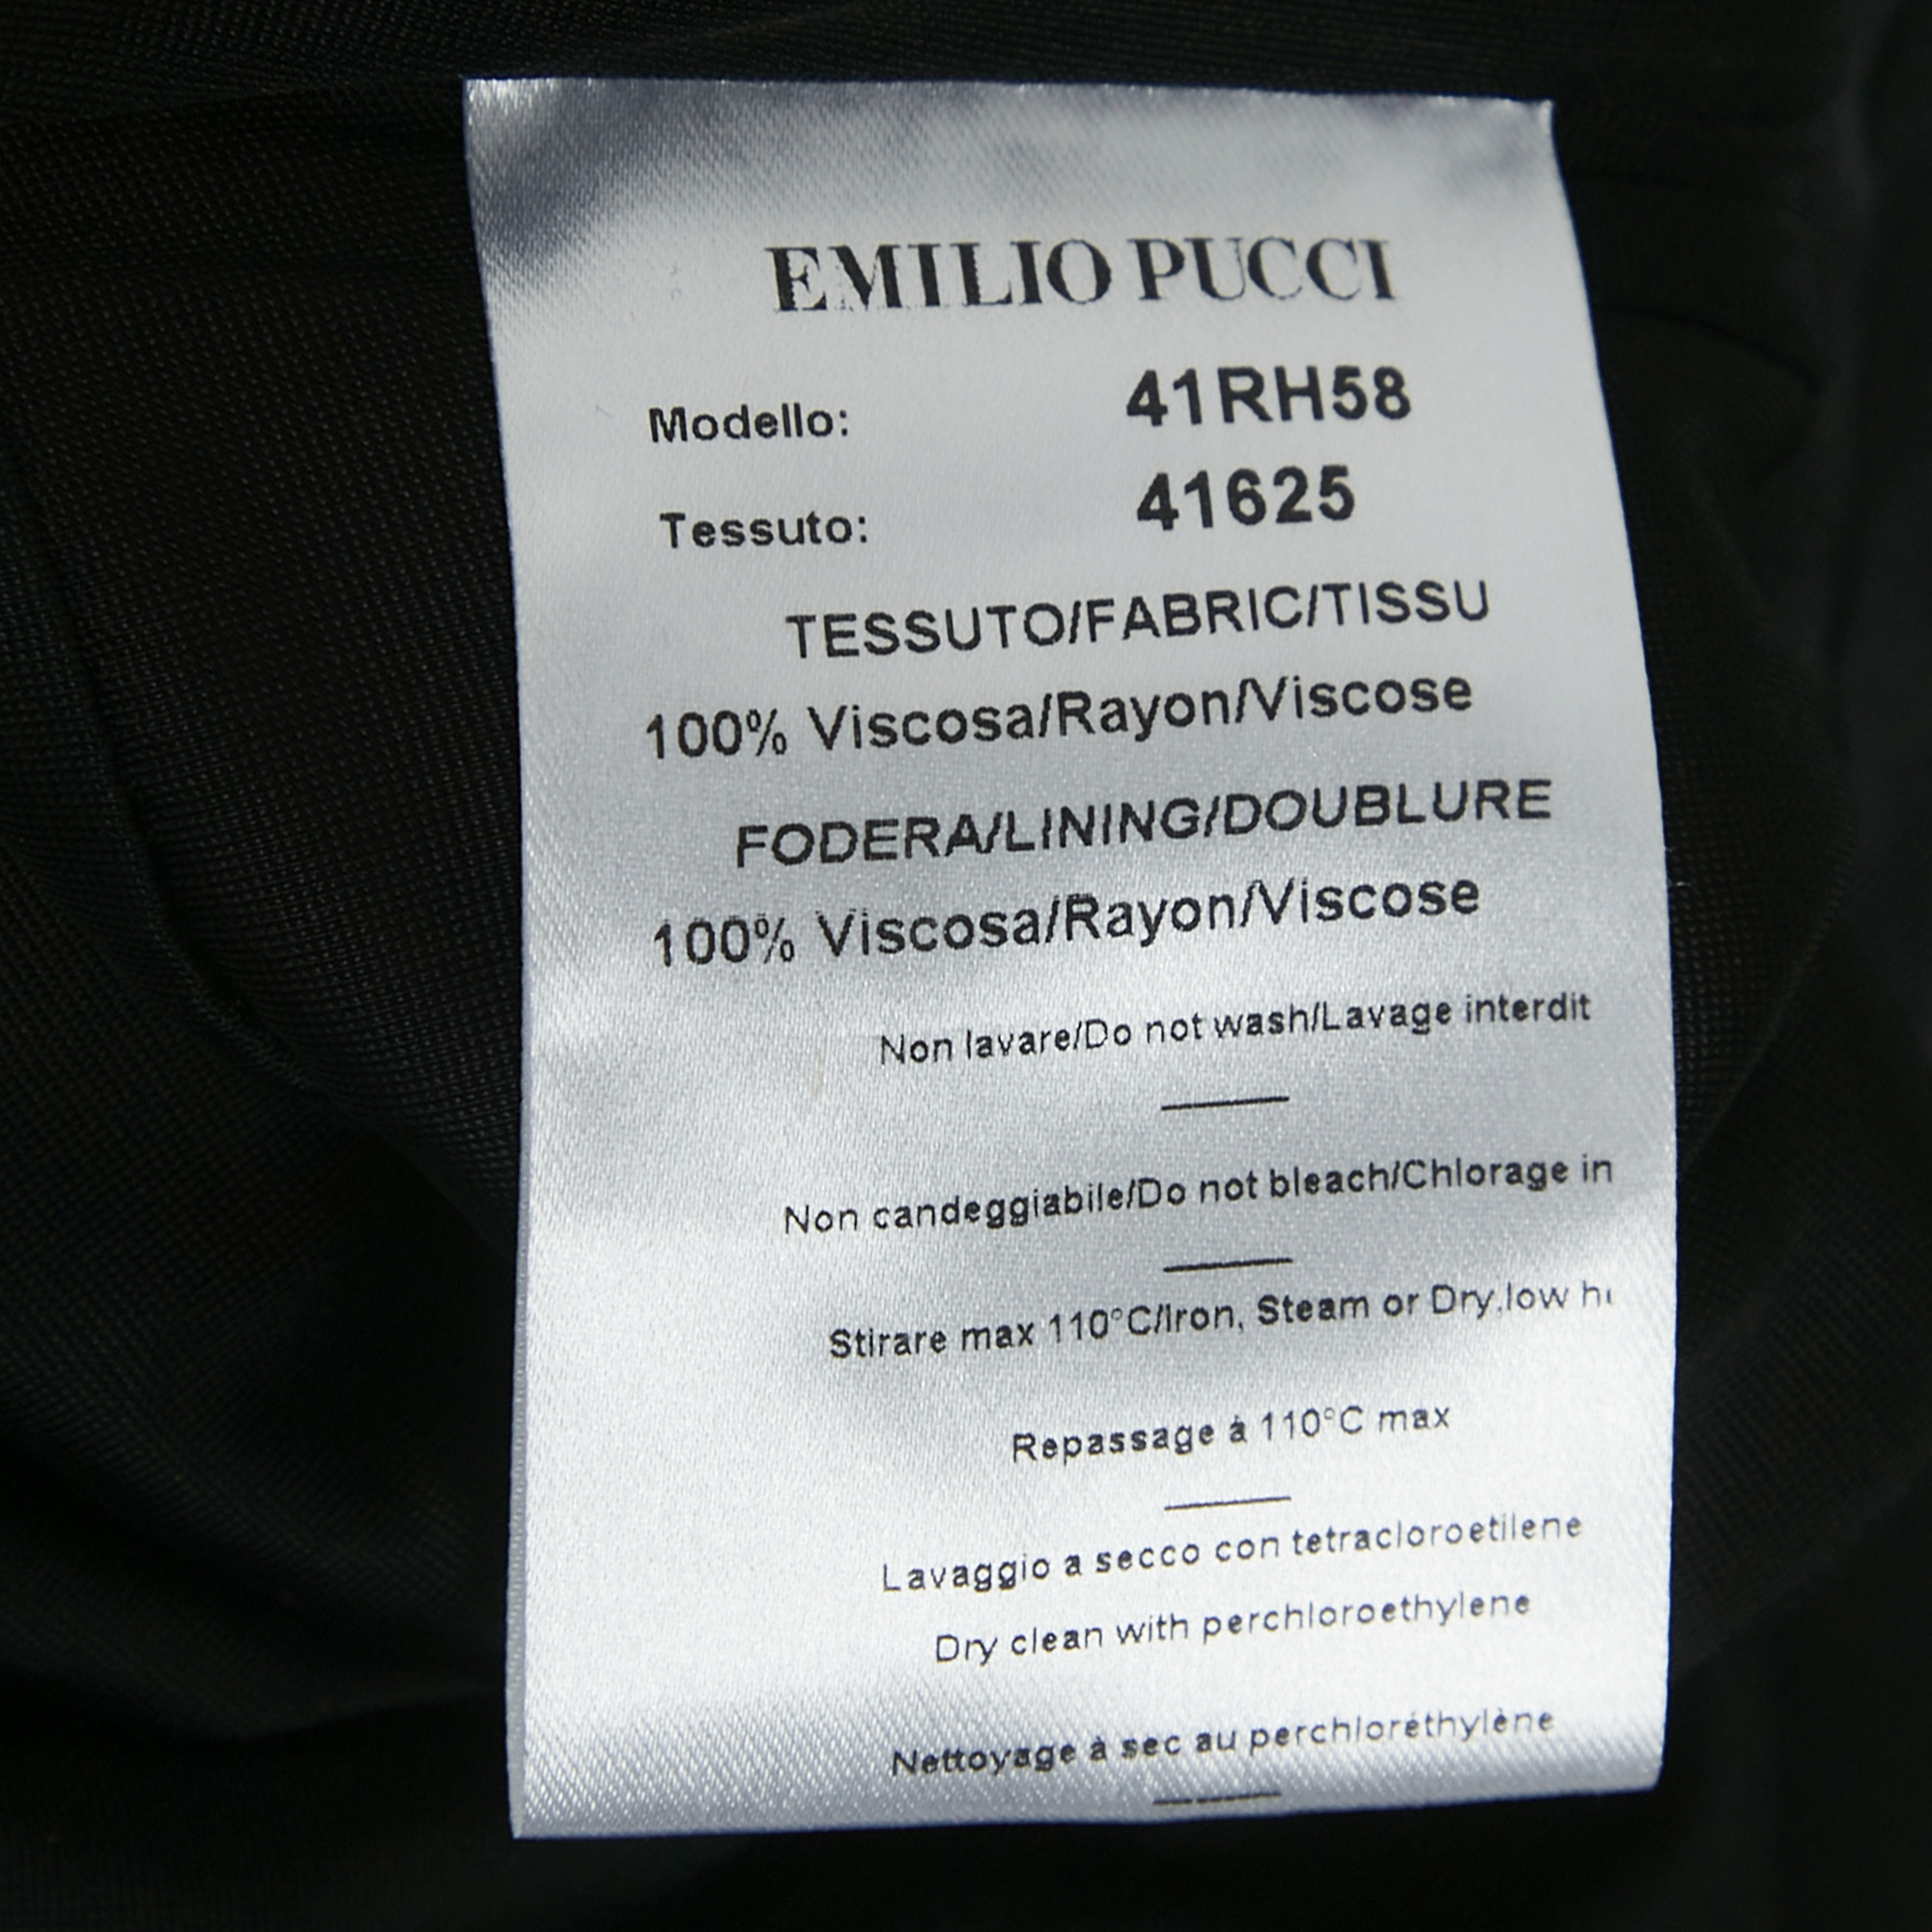 EMILIO PUCCI
Modello: 41RH58
Tessuto: 41625
TESSUTO/FABRIC/TISSU
100% Viscosa/Rayon/Viscose
FODERA/LINING/DOUBLURE
100% Viscosa/Rayon/Viscose
Non lavare/Do not wash/Lavage interdit
Non candeggiabile/Do not bleach/Chlorage in
Stirare max 110°C/Iron, Steam or Dry,low
Repassage à 110°C max
Lavaggio a secco con tetracloroetilene
Dry clean with perchloroethylene
Nettoyage à sec au perchloréthylène